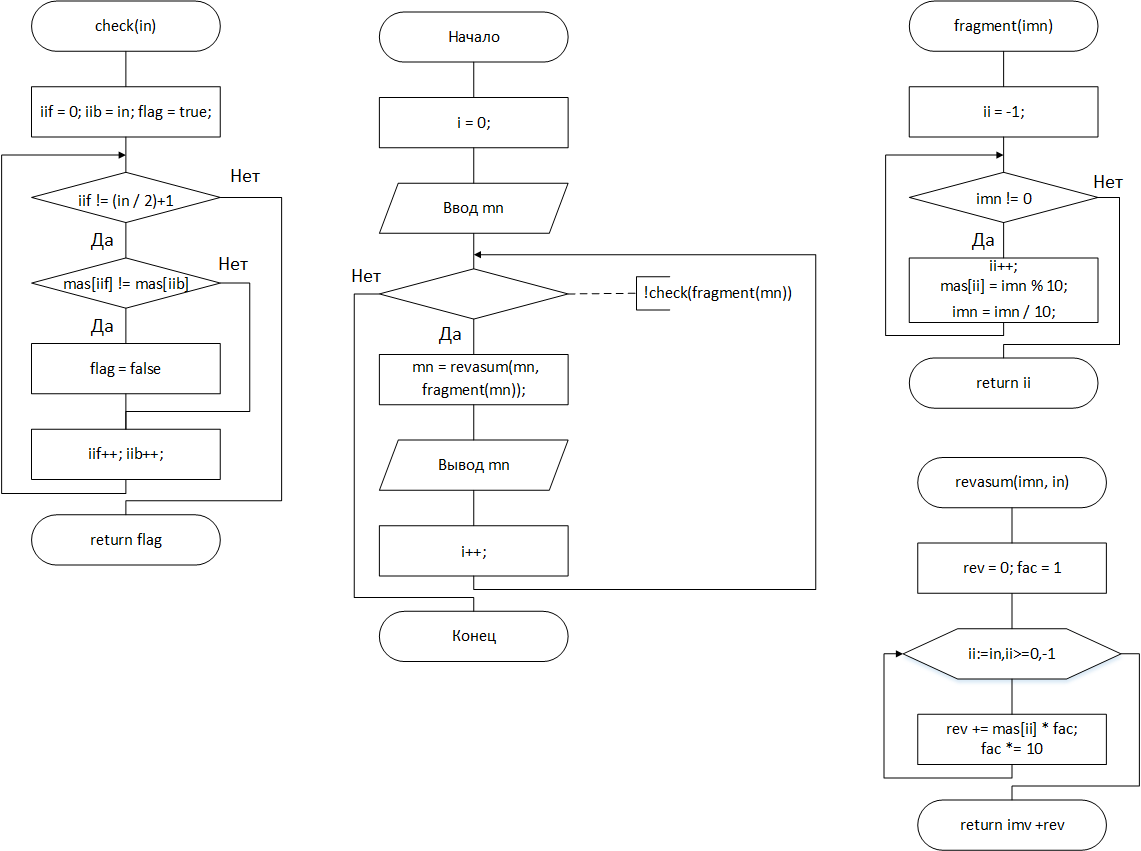 check(in)
iif = 0; iib = in; flag = true;
iif != (in / 2)+1
Нет
Да
mas[iif] != mas[iib]
Нет
Да
flag = false
iif++; iib++;
return flag
Начало
i = 0;
Ввод mn
Нет
!check(fragment(mn))
Да
mn = revasum(mn,
fragment(mn));
Вывод mn
i++;
Конец
fragment(imn)
ii = -1;
imn != 0
Нет
Да
ii++;
mas[ii] = imn % 10;
imn = imn / 10;
return ii
revasum(imn, in)
rev = 0; fac = 1
ii:=in,ii>=0,-1
rev += mas[ii] * fac;
fac *= 10
return imv +rev